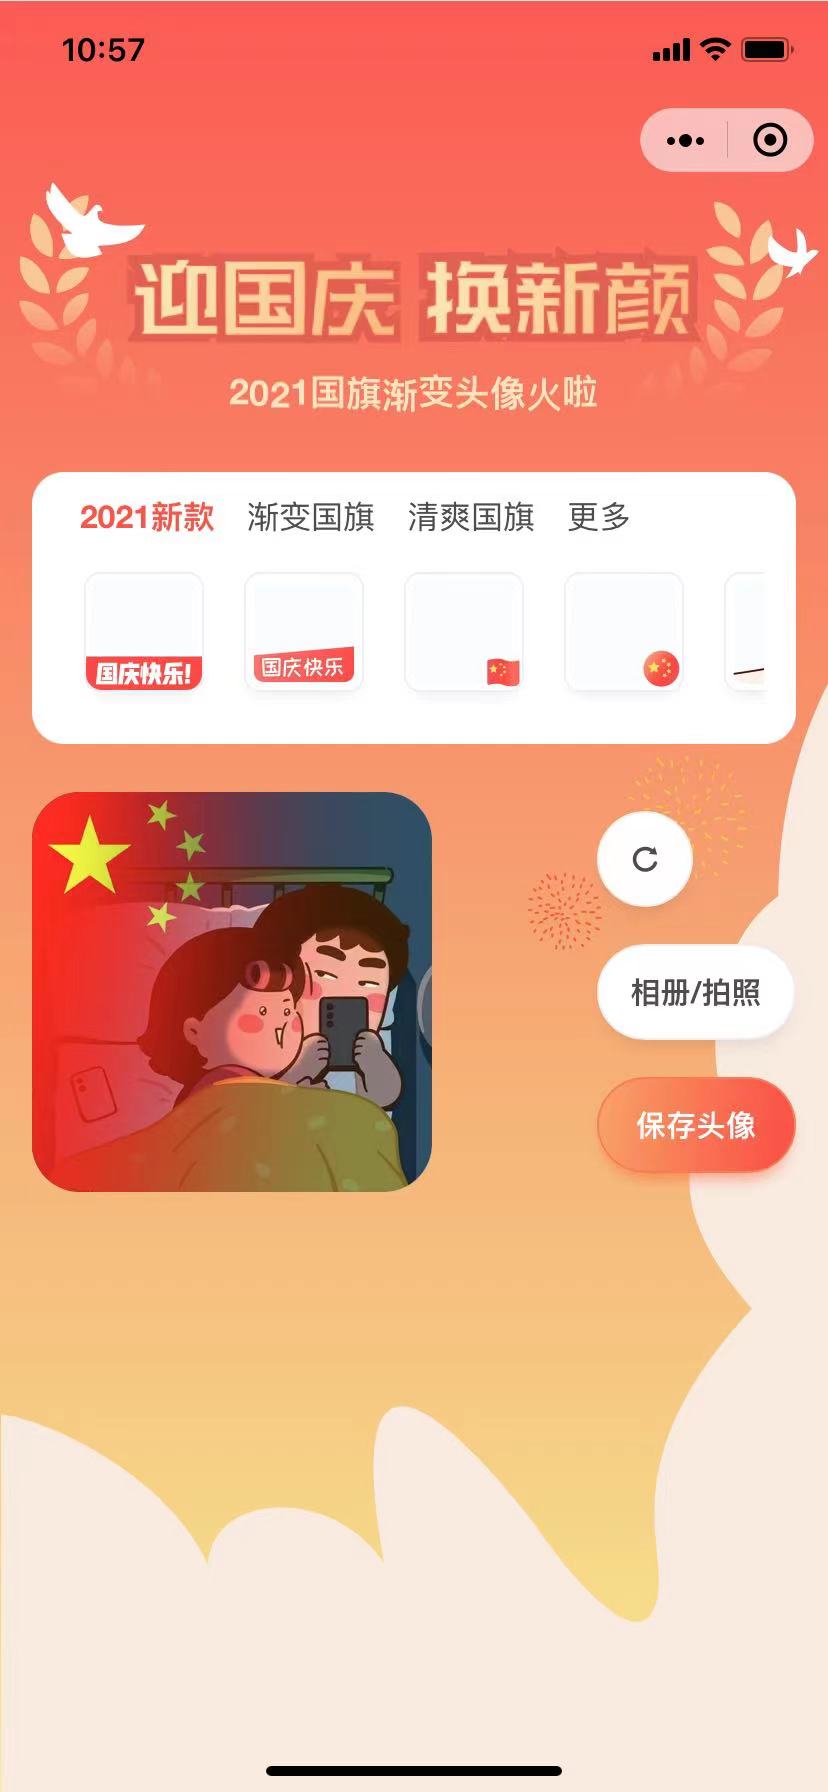 10:57
迎国庆 换新颜
2021国旗渐变头像火啦
2021新款 渐变国旗 清爽国旗 更多
国庆快乐! 国庆快乐
相册/拍照
保存头像